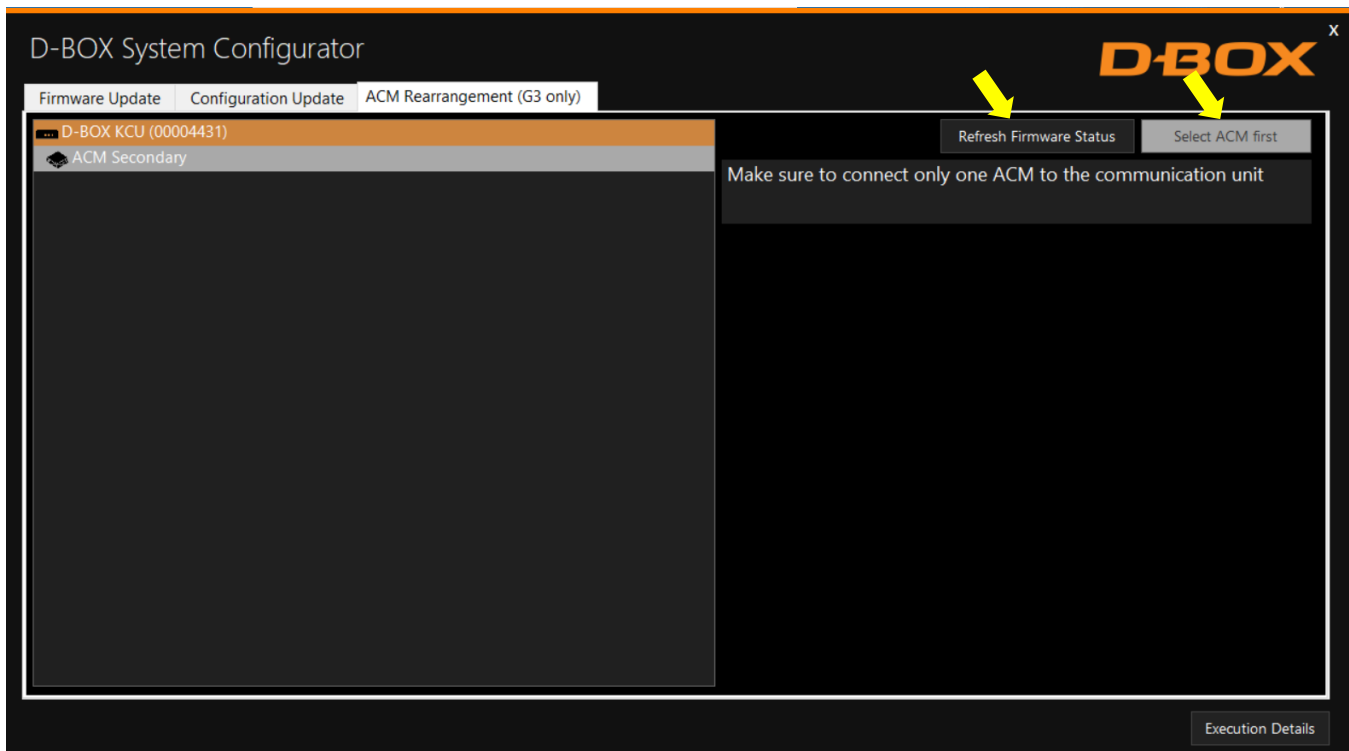 D-BOX System Configurator
D-BOX
x
Firmware Update
Configuration Update
ACM Rearrangement (G3 only)
D-BOX KCU (00004431)
ACM Secondary
Refresh Firmware Status
Select ACM first
Make sure to connect only one ACM to the communication unit
Execution Details